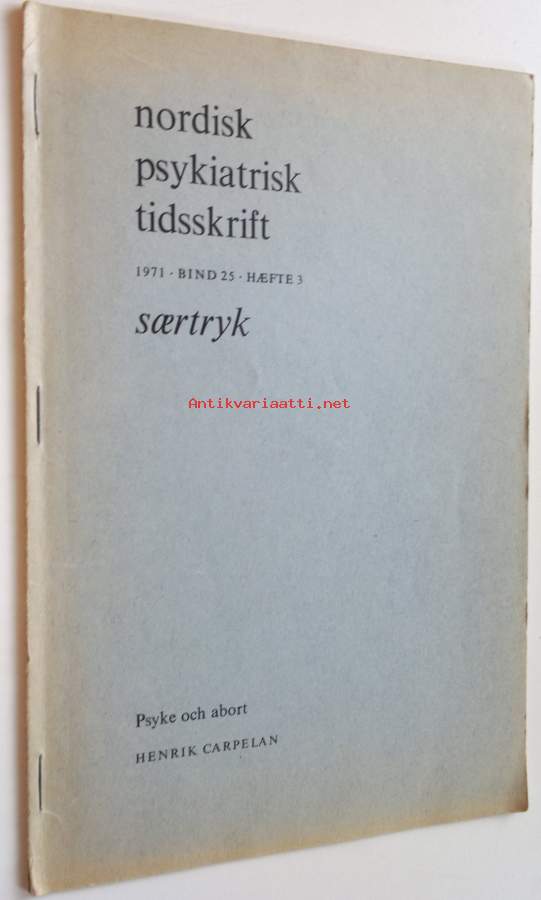 nordisk
psykiatrisk
tidsskrift
1971 · BIND 25 · HÆFTE 3
særtryk
Antikvariaatti.net
Psyke och abort
HENRIK CARPELAN